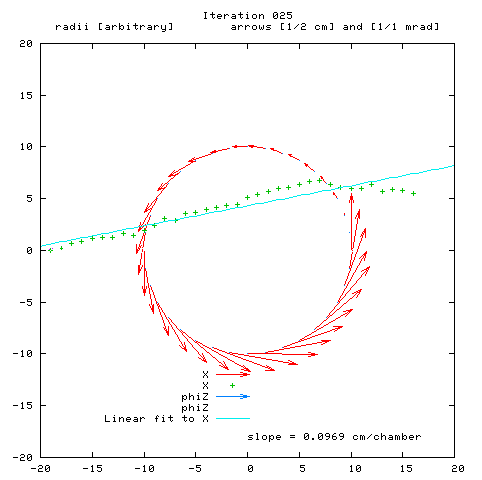 Iteration 025
radii [arbitrary] arrows [1/2 cm] and [1/1 mrad]
20
15
10
5
0
-5
-10
-15
-20
X
X
phiZ
phiZ
Linear fit to X
slope = 0.0969 cm/chamber
-20 -15 -10 -5 0 5 10 15 20